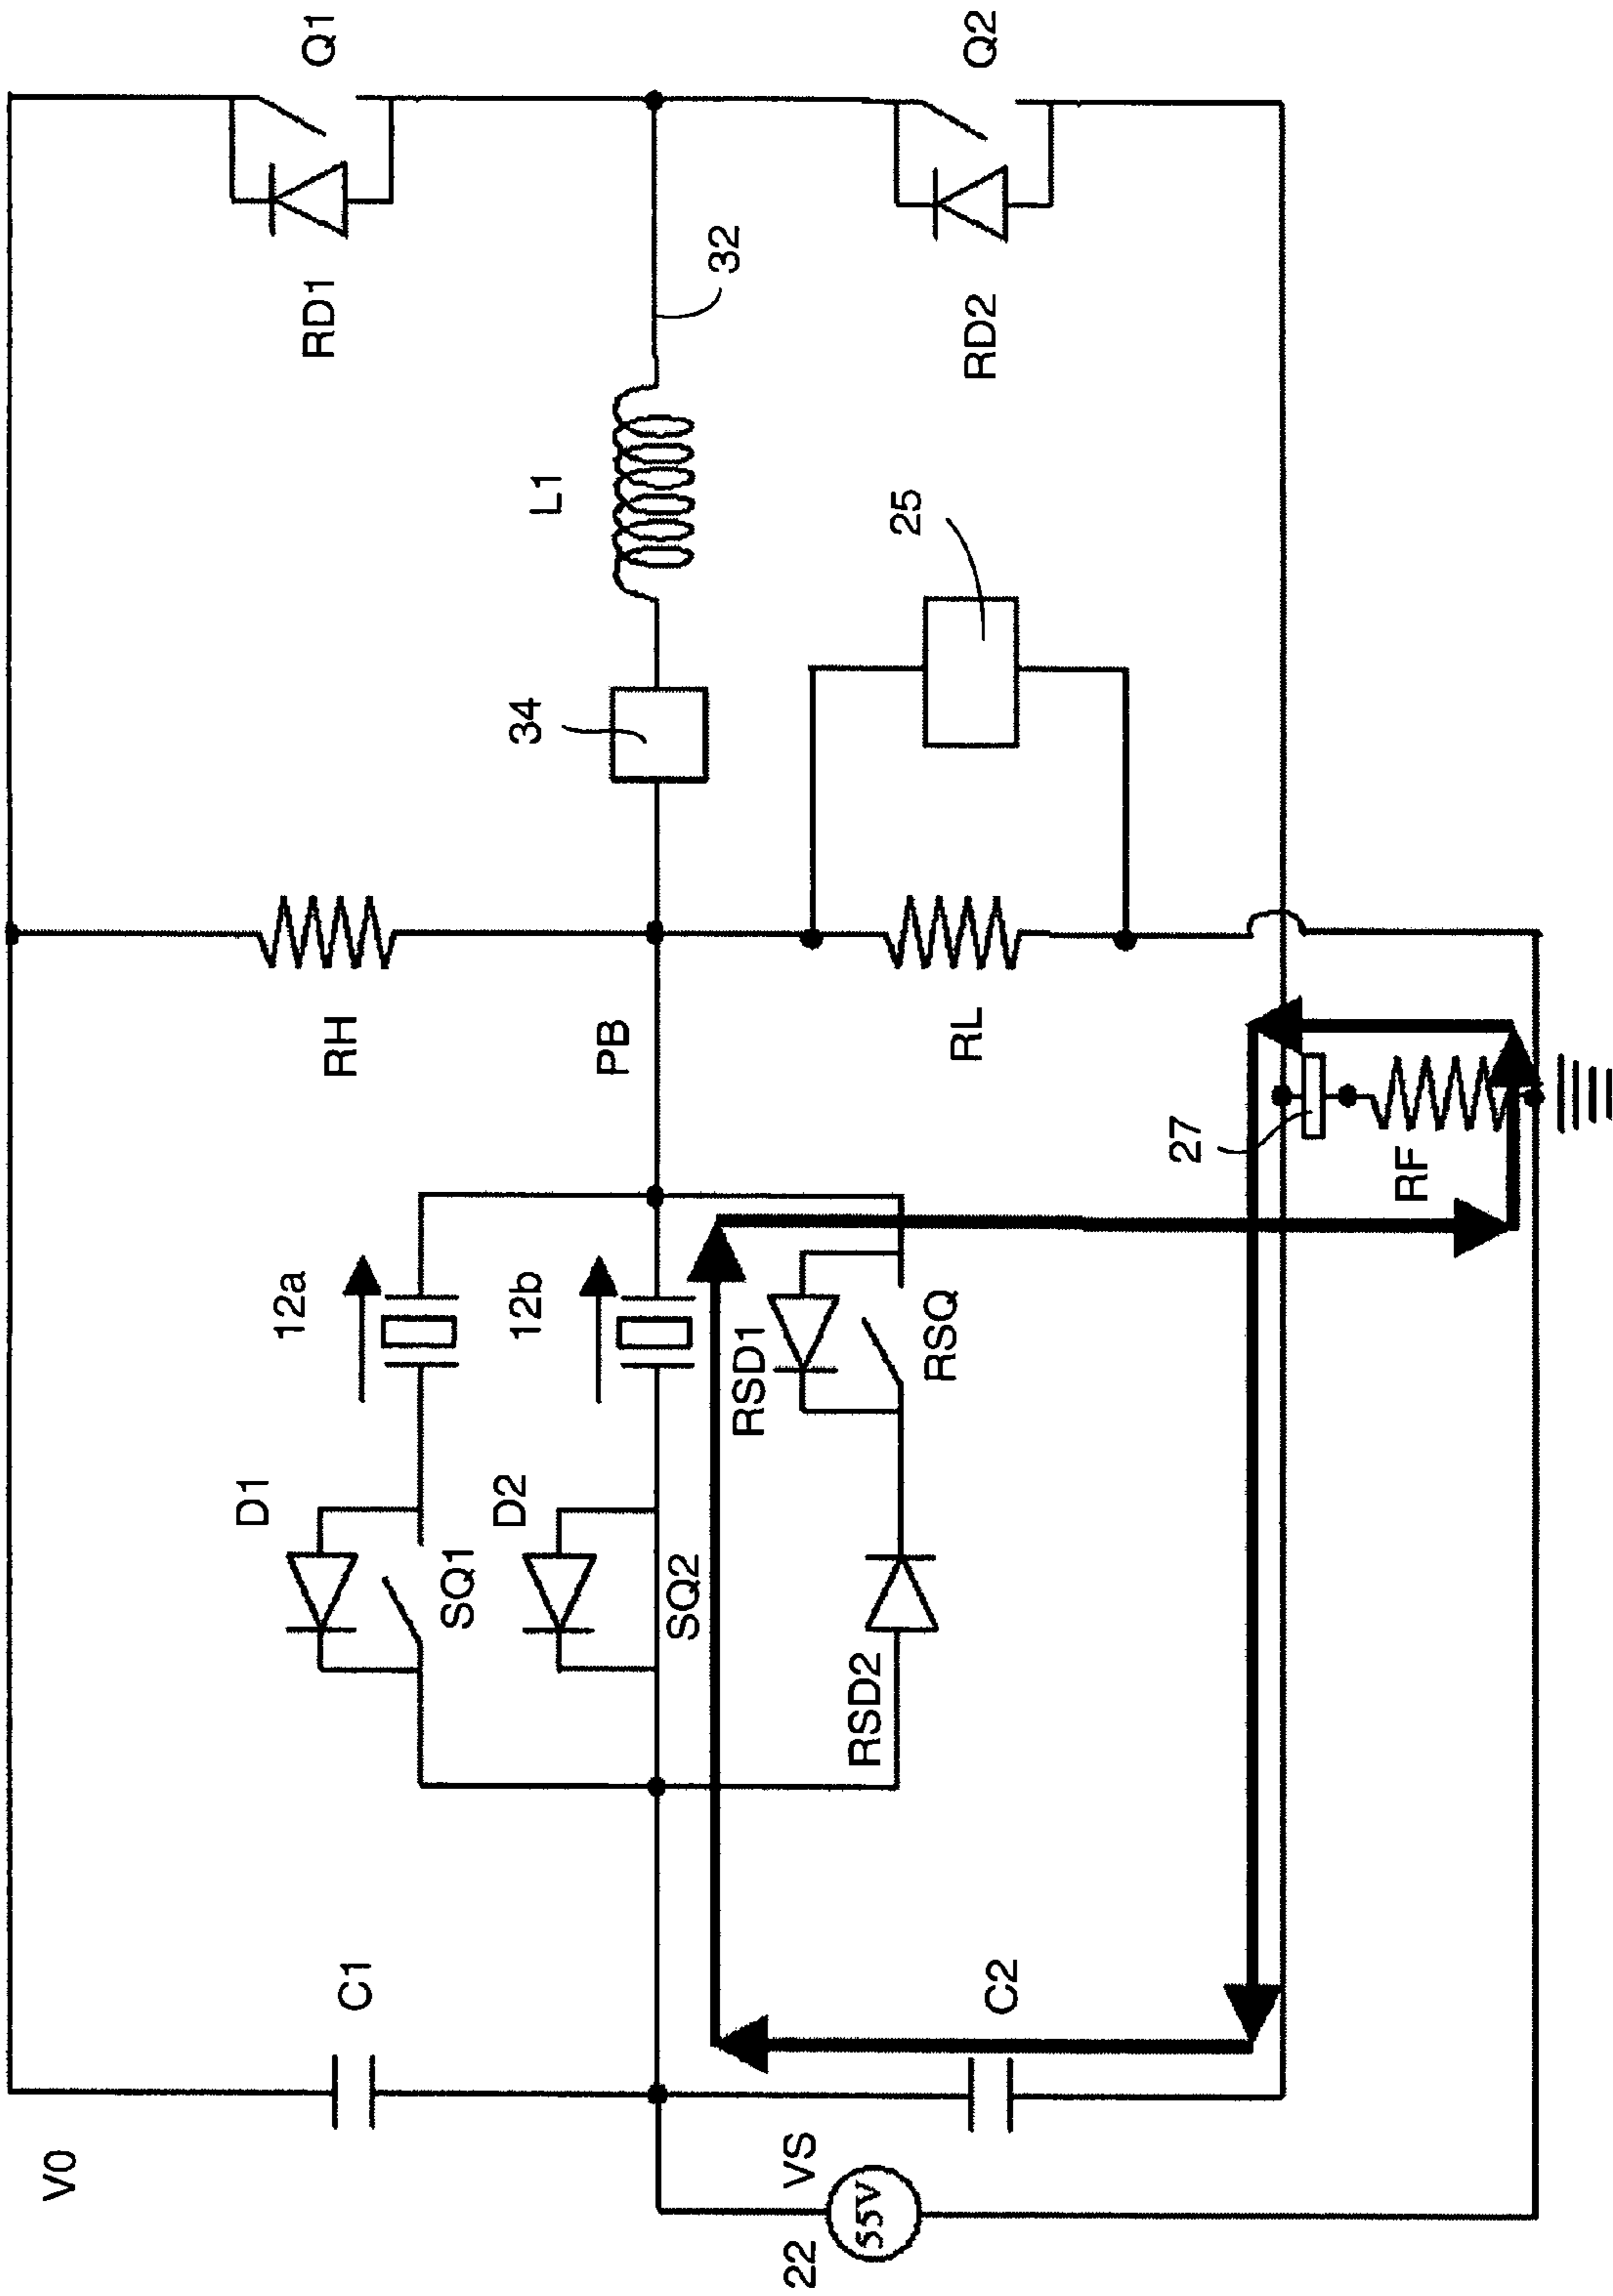 V0
C1
22
VS
55V
C2
D1
SQ1
12a
D2
SQ2
12b
RSD2
RSD1
RSQ
RH
PB
RL
27
RF
34
L1
25
32
RD1
Q1
RD2
Q2